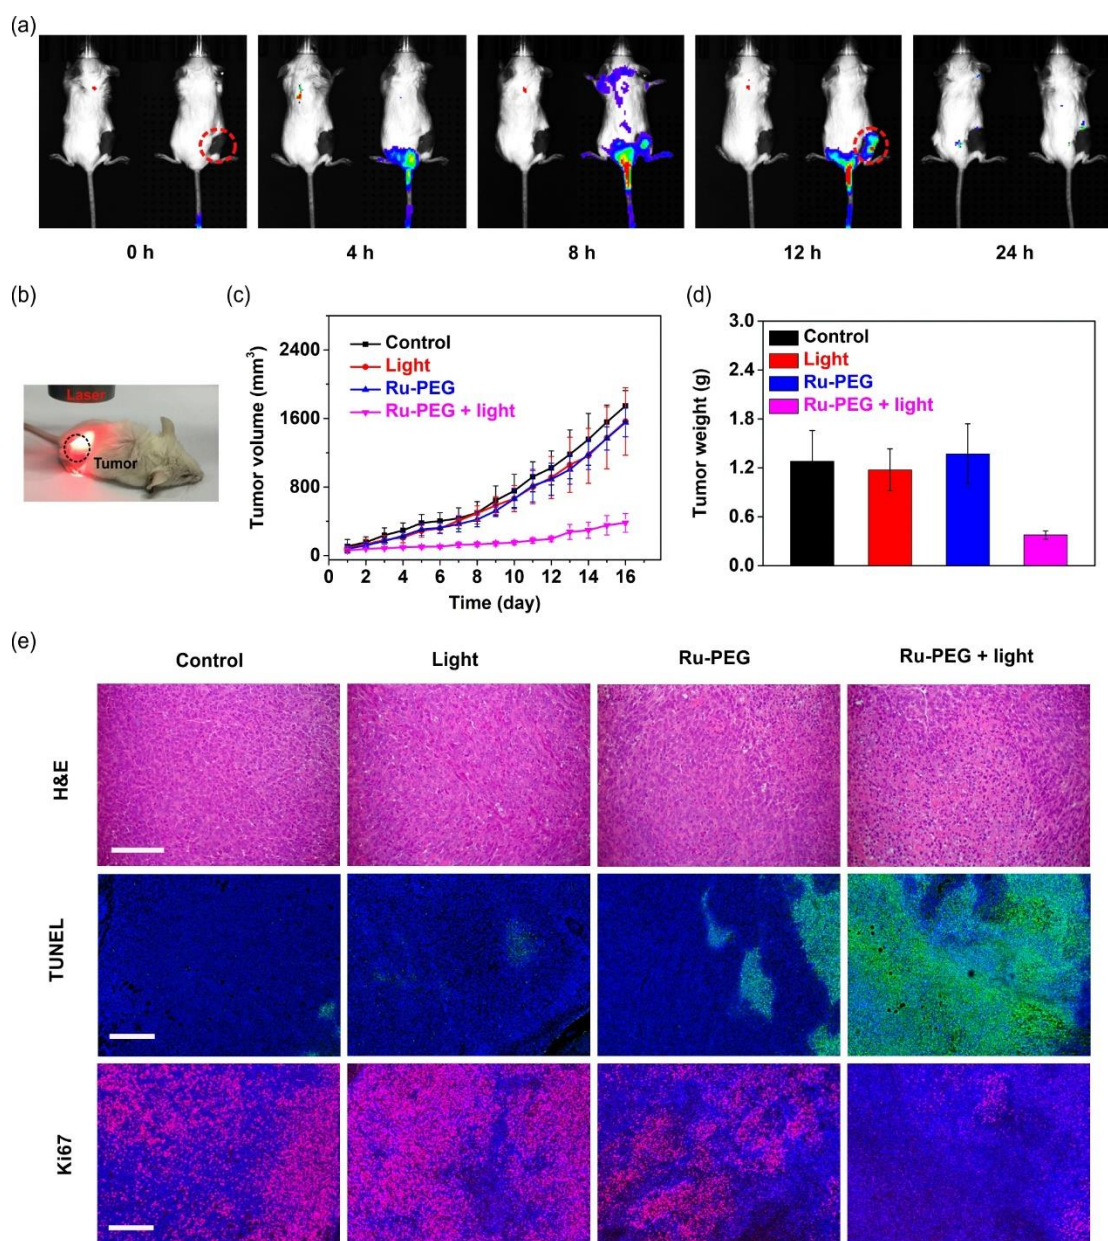 (a)
0 h
4 h
8 h
12 h
24 h
(b)
Laser
Tumor
(c)
Tumor volume (mm³)
2400
1600
800
0
Control
Light
Ru-PEG
Ru-PEG + light
0 2 4 6 8 10 12 14 16
Time (day)
(d)
Tumor weight (g)
3.0
2.4
1.8
1.2
0.6
0.0
Control
Light
Ru-PEG
Ru-PEG + light
(e)
Control
Light
Ru-PEG
Ru-PEG + light
H&E
TUNEL
Ki67